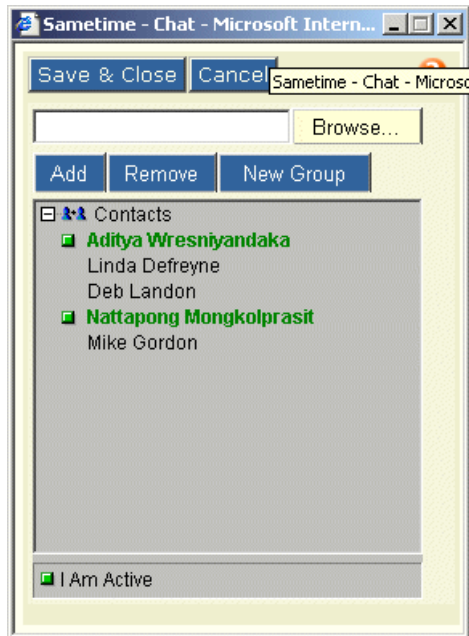 Sametime - Chat - Microsoft Intern...
Save & Close Cancel
Sametime - Chat -
Browse...
Add Remove New Group
Contacts
Aditya Wresniyandaka
Linda Defreyne
Deb Landon
Nattapong Mongkolprasit
Mike Gordon
I Am Active